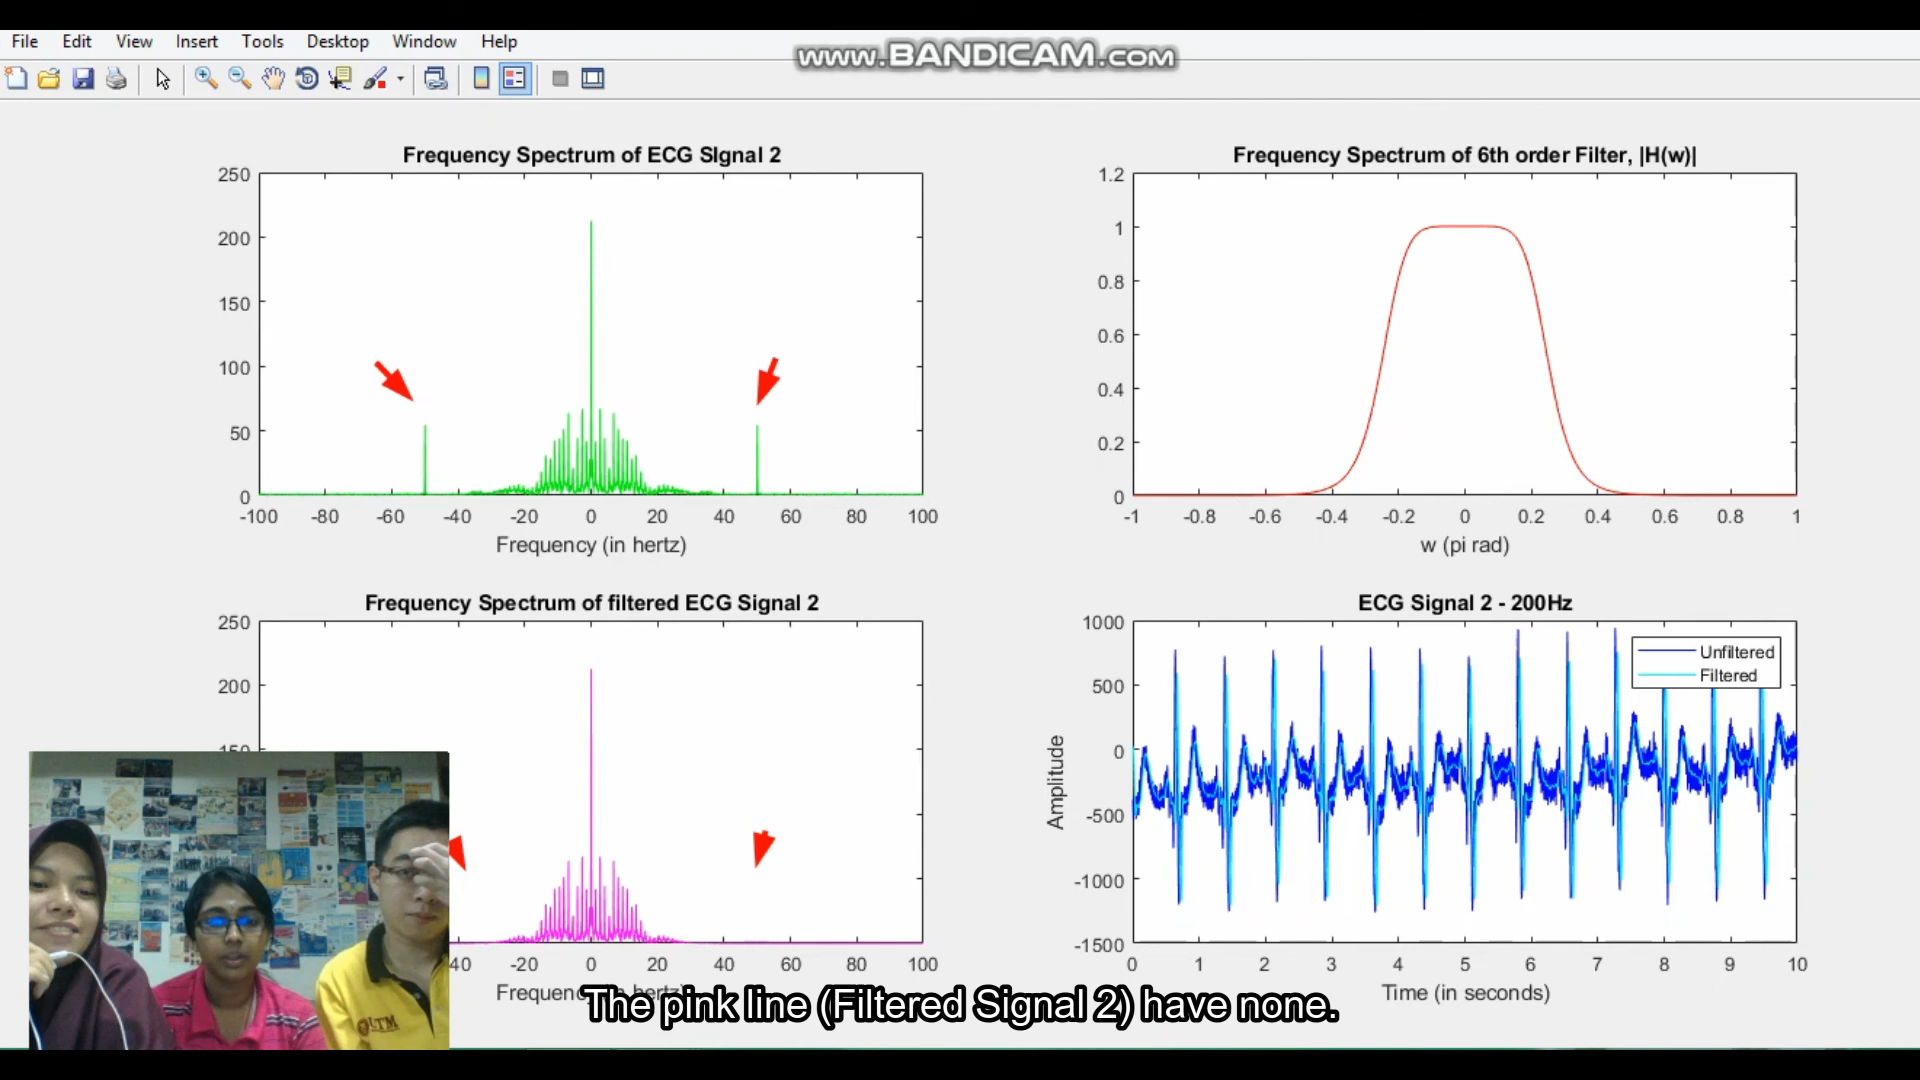 File Edit View Insert Tools Desktop Window Help
www.BANDICAM.com
Frequency Spectrum of ECG SIgnal 2
250
200
150
100
50
0
-100 -80 -60 -40 -20 0 20 40 60 80 100
Frequency (in hertz)
Frequency Spectrum of 6th order Filter, |H(w)|
1.2
1
0.8
0.6
0.4
0.2
0
-1 -0.8 -0.6 -0.4 -0.2 0 0.2 0.4 0.6 0.8 1
w (pi rad)
Frequency Spectrum of filtered ECG Signal 2
250
200
150
40 -20 0 20 40 60 80 100
ECG Signal 2 - 200Hz
Unfiltered
Filtered
1000
500
0
-500
-1000
-1500
Amplitude
0 1 2 3 4 5 6 7 8 9 10
Time (in seconds)
The pink line (Filtered Signal 2) have none.
UTM